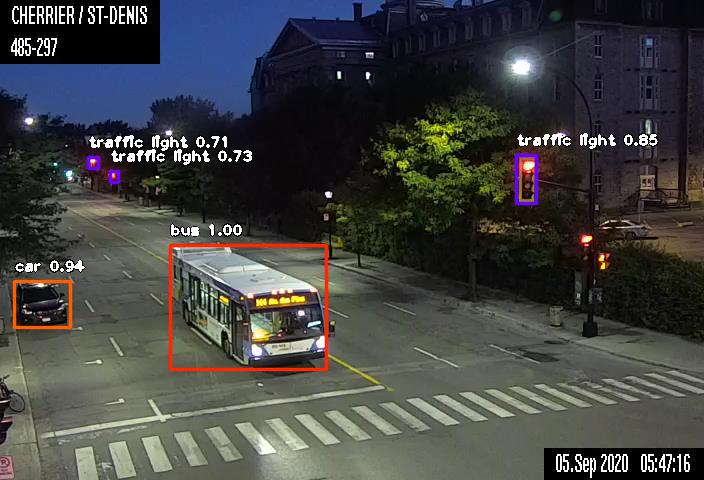 CHERRIER / ST-DENIS
485-297
traffic light 0.71
traffic light 0.73
traffic light 0.85
bus 1.00
car 0.94
05.Sep 2020 05:47:16